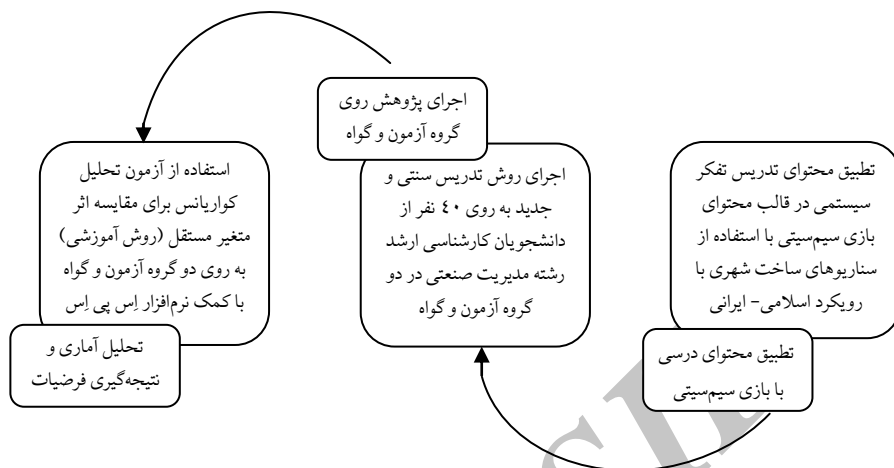 تطبیق محتوای تدریس تفکر
سیستمی در قالب محتوای
بازی سیم‌سیتی با استفاده از
سناریوهای ساخت شهری با
رویکرد اسلامی- ایرانی
تطبیق محتوای درسی
با بازی سیم‌سیتی
اجرای پژوهش روی
گروه آزمون و گواه
اجرای روش تدریس سنتی و
جدید به روی ٤٠ نفر از
دانشجویان کارشناسی ارشد
رشته مدیریت صنعتی در دو
گروه آزمون و گواه
استفاده از آزمون تحلیل
کواریانس برای مقایسه اثر
متغیر مستقل (روش آموزشی)
به روی دو گروه آزمون و گواه
با کمک نرم‌افزار اِس پی اِس
تحلیل آماری و
نتیجه‌گیری فرضیات